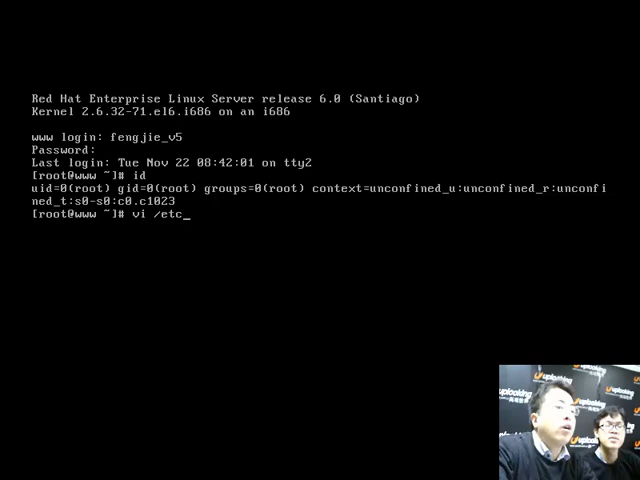 Red Hat Enterprise Linux Server release 6.0 (Santiago)
Kernel 2.6.32-71.el6.i686 on an i686
www login: fengjie_v5
Password:
Last login: Tue Nov 22 08:42:01 on tty2
[root@www ~]# id
uid=0(root) gid=0(root) groups=0(root) context=unconfined_u:unconfined_r:unconfi
ned_t:s0-s0:c0.c1023
[root@www ~]# vi /etc_
uplooking
uplooking
uplooking